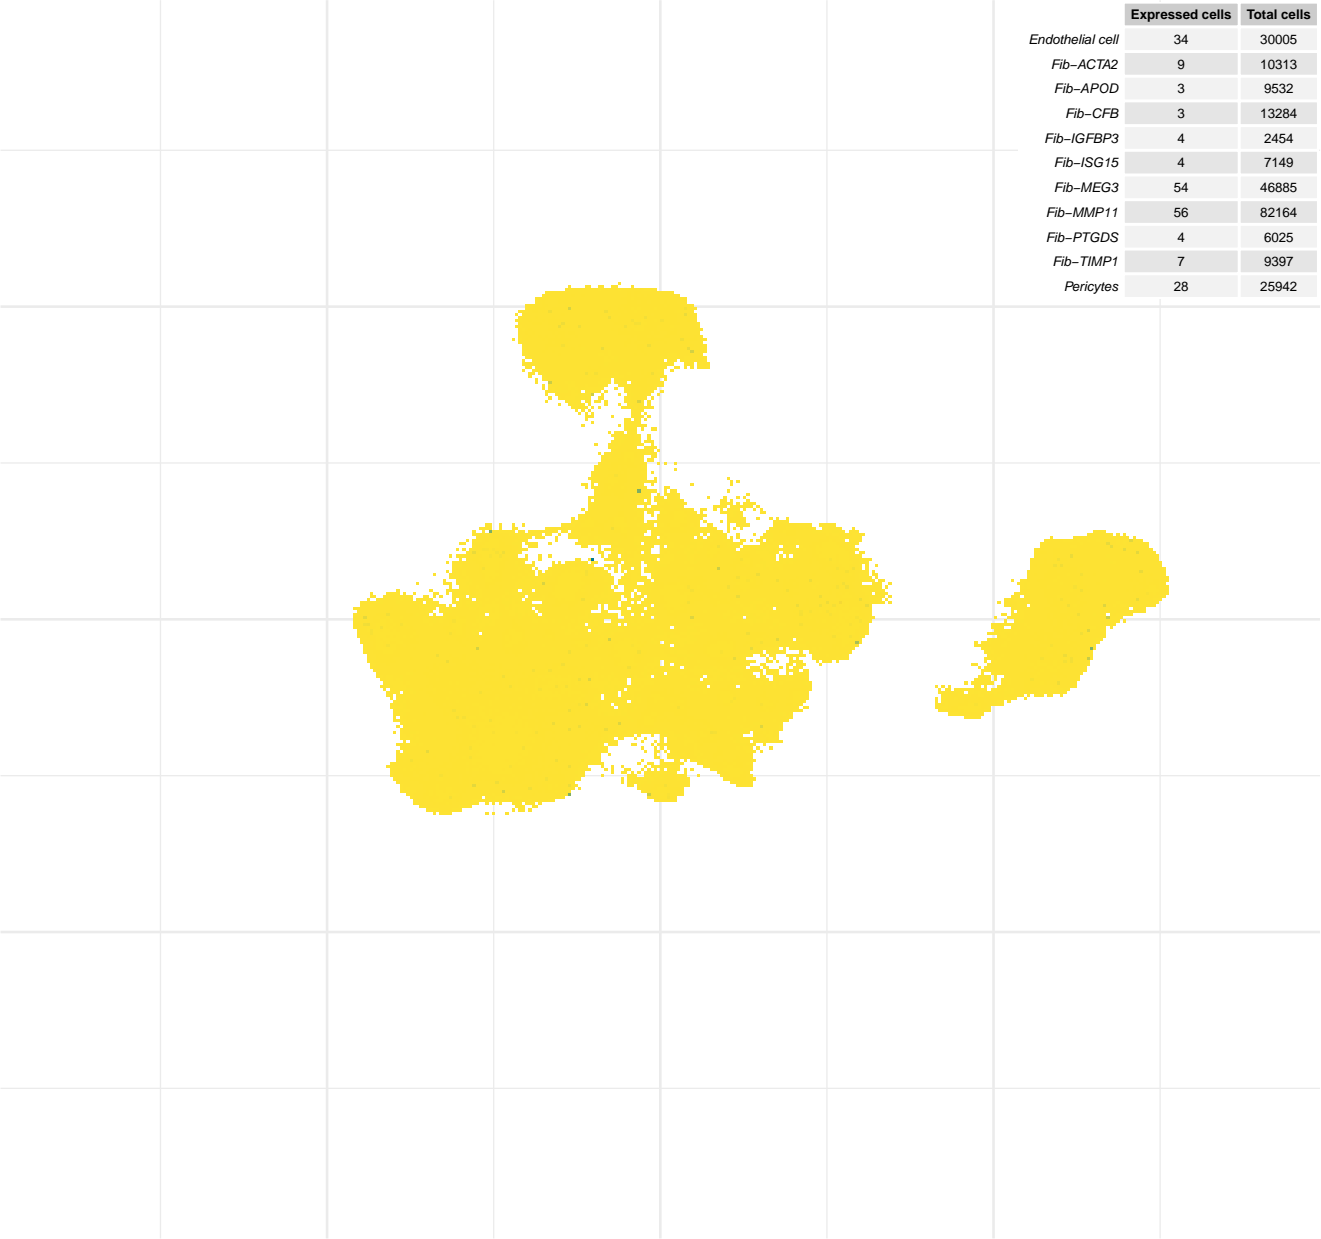 Expressed cells Total cells
Endothelial cell 34 30005
Fib−ACTA2 9 10313
Fib−APOD 3 9532
Fib−CFB 3 13284
Fib−IGFBP3 4 2454
Fib−ISG15 4 7149
Fib−MEG3 54 46885
Fib−MMP11 56 82164
Fib−PTGDS 4 6025
Fib−TIMP1 7 9397
Pericytes 28 25942